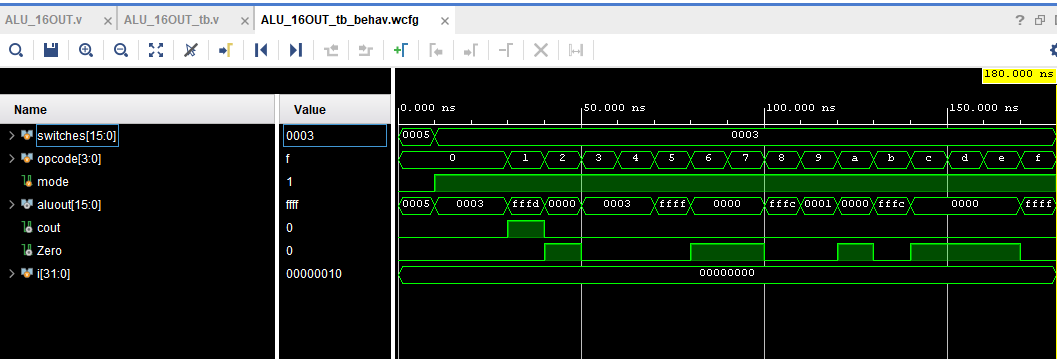 ALU_16OUT.v × ALU_16OUT_tb.v × ALU_16OUT_tb_behav.wcfg × ?
180.000 ns
0.000 ns 50.000 ns 100.000 ns 150.000 ns
Name Value
switches[15:0] 0003 0005 0003
opcode[3:0] f 0 1 2 3 4 5 6 7 8 9 a b c d e f
mode 1
aluout[15:0] ffff 0005 0003 fffd 0000 0003 ffff 0000 fffc 0001 0000 fffc 0000 ffff
cout 0
Zero 0
i[31:0] 00000010 00000000